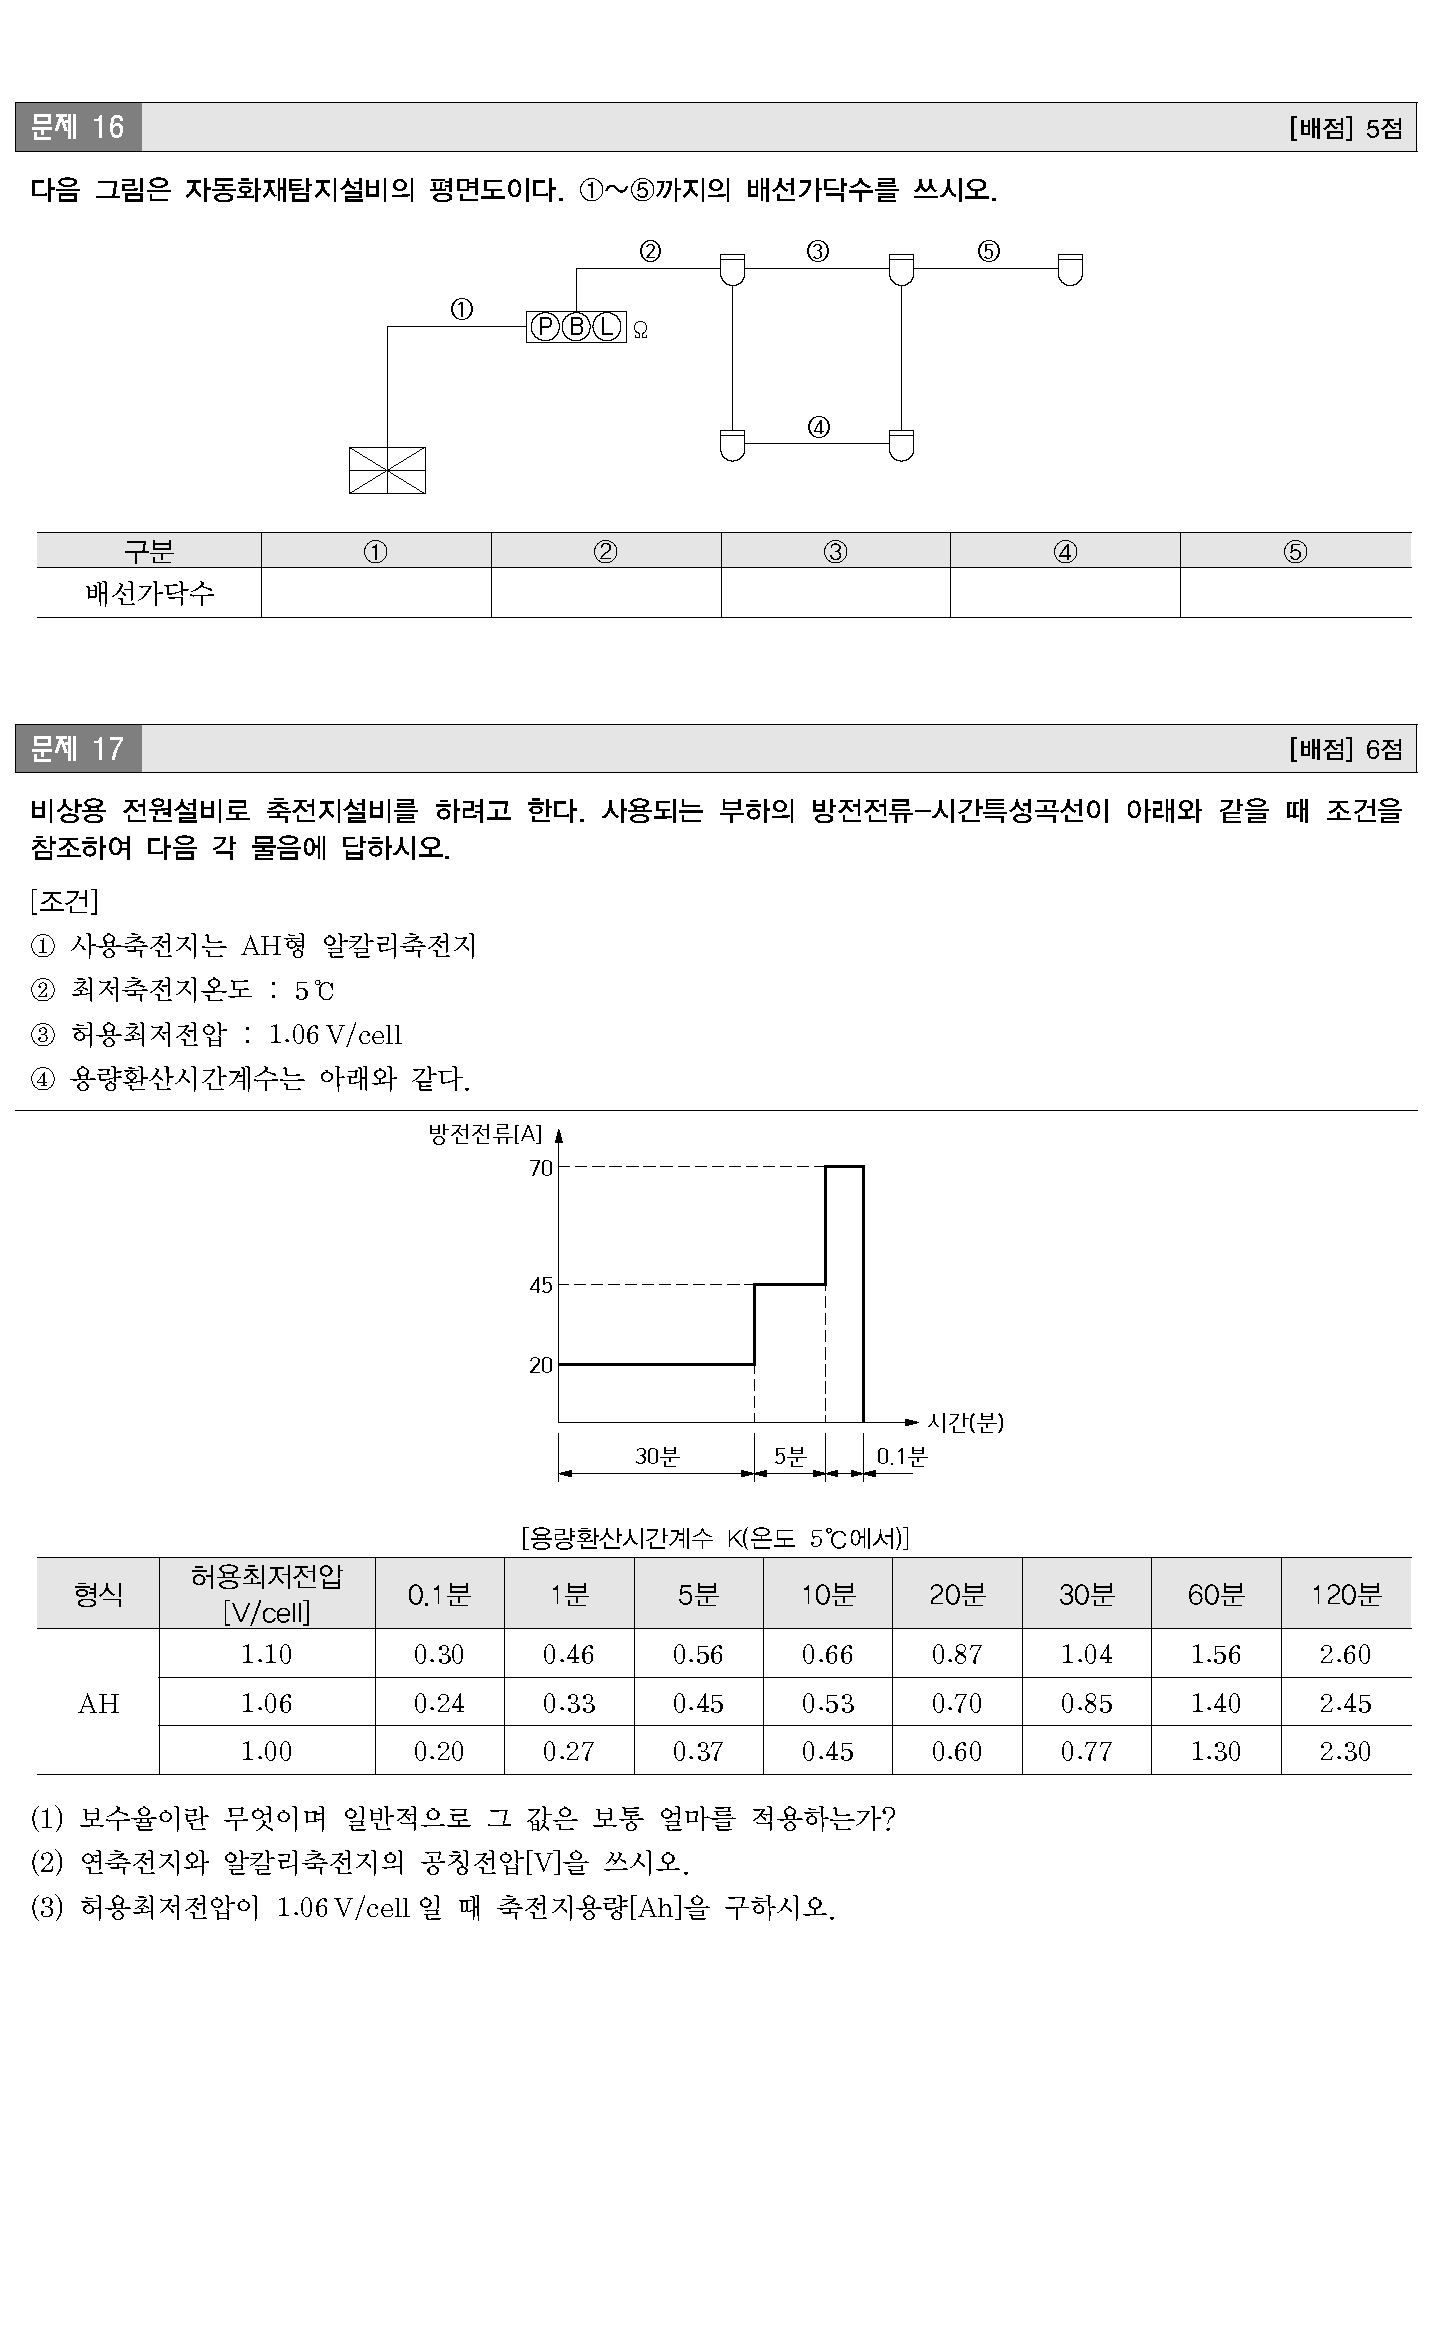 문제 16 [배점] 5점
다음 그림은 자동화재탐지설비의 평면도이다. ①~⑤까지의 배선가닥수를 쓰시오.
② ③ ⑤
①
Ⓟ Ⓑ Ⓛ Ω
④
구분 ① ② ③ ④ ⑤
배선가닥수
문제 17 [배점] 6점
비상용 전원설비로 축전지설비를 하려고 한다. 사용되는 부하의 방전전류-시간특성곡선이 아래와 같을 때 조건을
참조하여 다음 각 물음에 답하시오.
[조건]
① 사용축전지는 AH형 알칼리축전지
② 최저축전지온도 : 5℃
③ 허용최저전압 : 1.06 V/cell
④ 용량환산시간계수는 아래와 같다.
방전전류[A]
70
45
20
시간(분)
30분 5분 0.1분
[용량환산시간계수 K(온도 5℃에서)]
형식 허용최저전압 [V/cell] 0.1분 1분 5분 10분 20분 30분 60분 120분
1.10 0.30 0.46 0.56 0.66 0.87 1.04 1.56 2.60
AH 1.06 0.24 0.33 0.45 0.53 0.70 0.85 1.40 2.45
1.00 0.20 0.27 0.37 0.45 0.60 0.77 1.30 2.30
(1) 보수율이란 무엇이며 일반적으로 그 값은 보통 얼마를 적용하는가?
(2) 연축전지와 알칼리축전지의 공칭전압[V]을 쓰시오.
(3) 허용최저전압이 1.06 V/cell 일 때 축전지용량[Ah]을 구하시오.